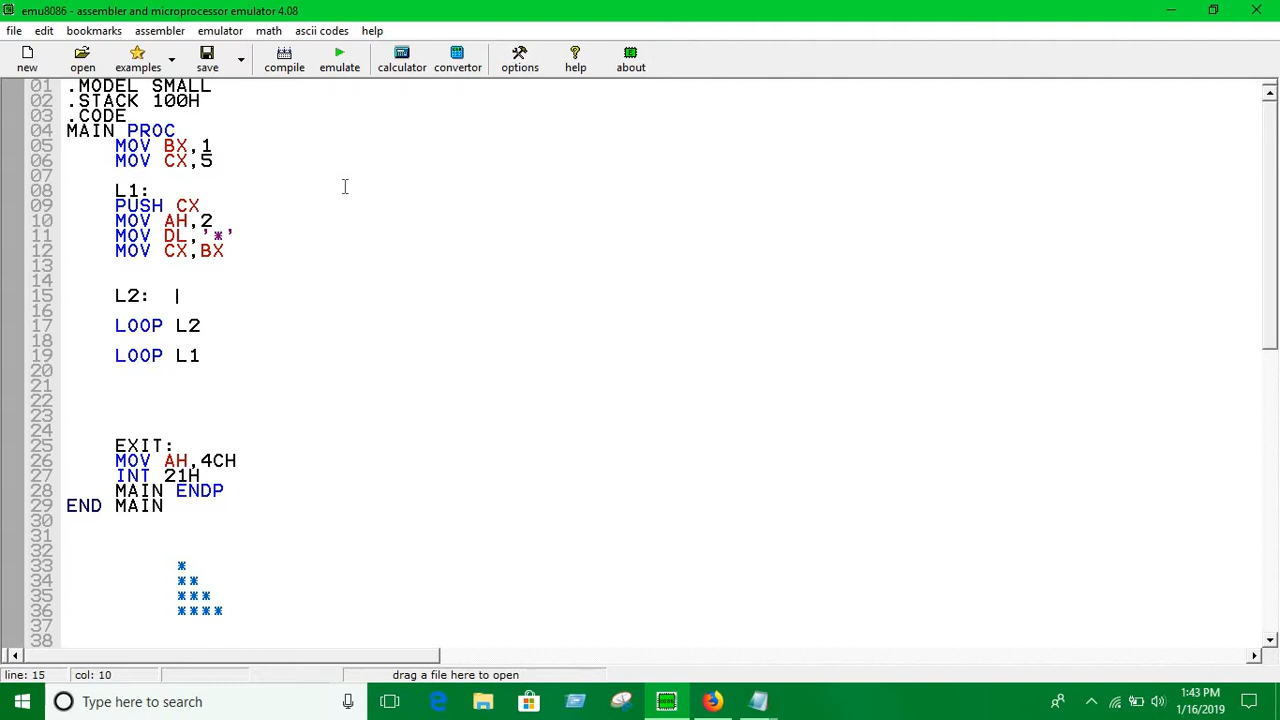 emu8086 - assembler and microprocessor emulator 4.08
file edit bookmarks assembler emulator math ascii codes help
new open examples save compile emulate calculator convertor options help about
01 .MODEL SMALL
02 .STACK 100H
03 .CODE
04 MAIN PROC
05 MOV BX,1
06 MOV CX,5
07
08 L1:
09 PUSH CX
10 MOV AH,2
11 MOV DL,'*'
12 MOV CX,BX
13
14
15 L2:
16
17 LOOP L2
18
19 LOOP L1
20
21
22
23
24
25 EXIT:
26 MOV AH,4CH
27 INT 21H
28 MAIN ENDP
29 END MAIN
30
31
32
33 *
34 **
35 ***
36 ****
37
38
line: 15 col: 10 drag a file here to open
Type here to search
1:43 PM
1/16/2019